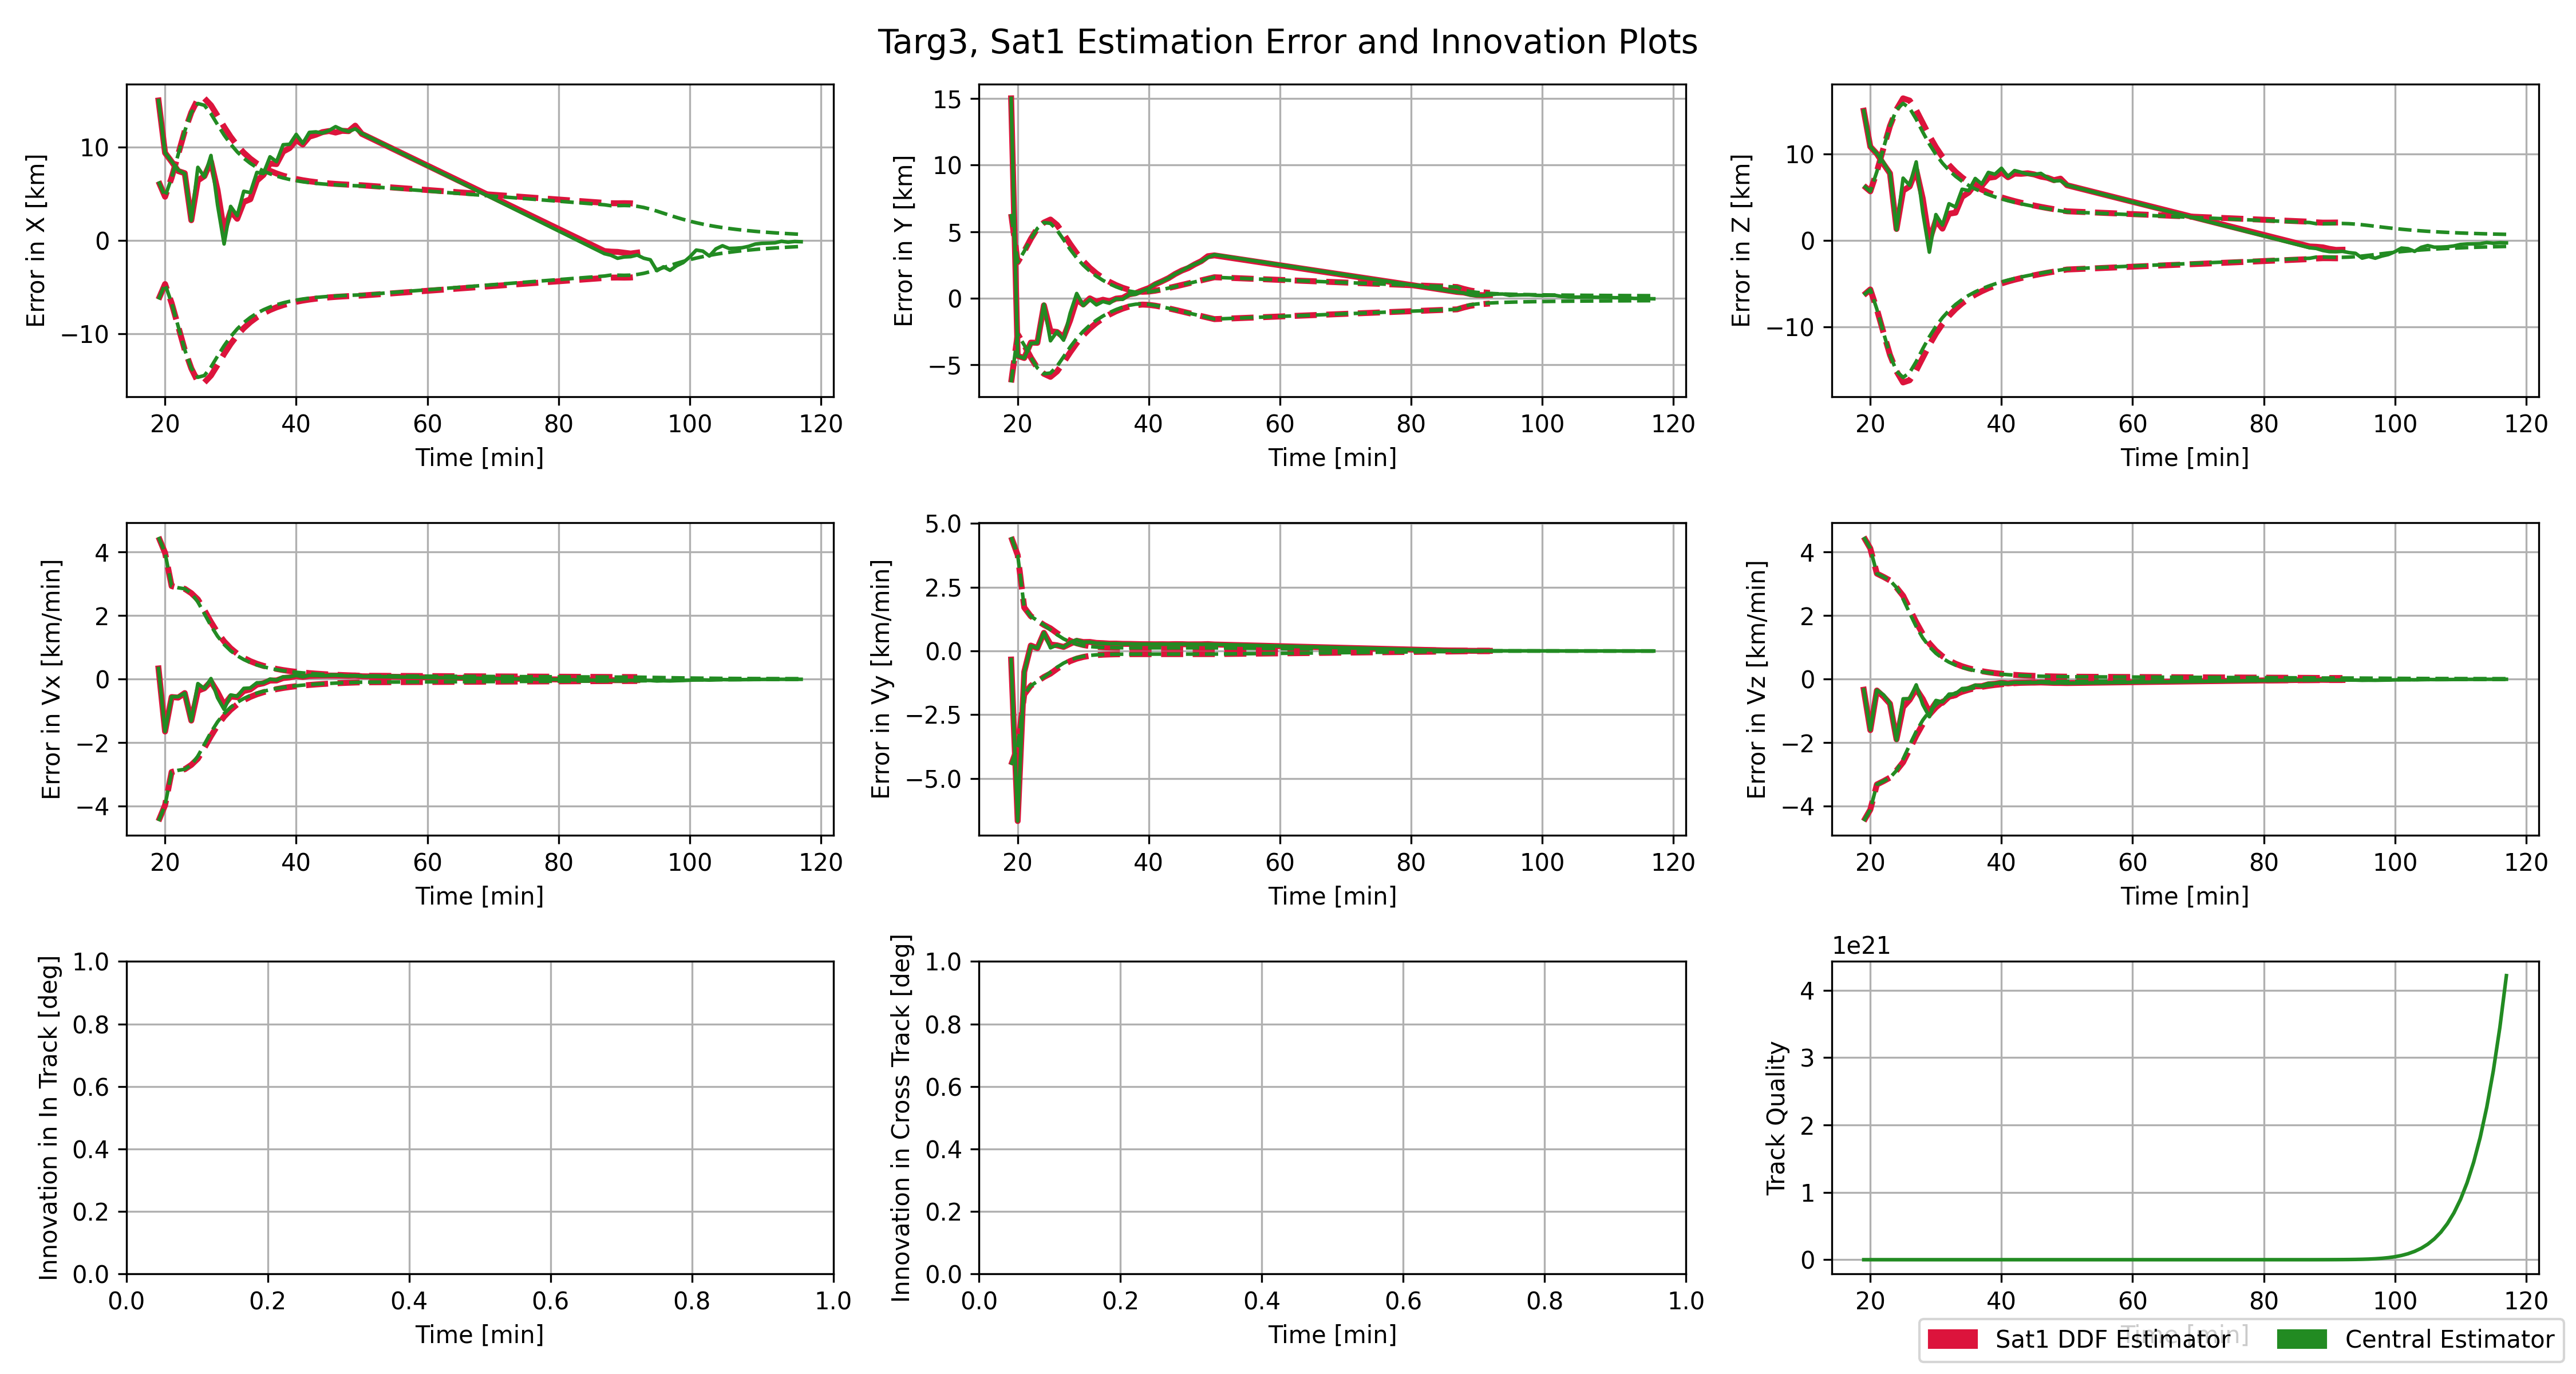 Targ3, Sat1 Estimation Error and Innovation Plots
Error in X [km]
10
0
−10
20 40 60 80 100 120
Time [min]
Error in Y [km]
15
10
5
0
−5
20 40 60 80 100 120
Time [min]
Error in Z [km]
10
0
−10
20 40 60 80 100 120
Time [min]
Error in Vx [km/min]
4
2
0
−2
−4
20 40 60 80 100 120
Time [min]
Error in Vy [km/min]
5.0
2.5
0.0
−2.5
−5.0
20 40 60 80 100 120
Time [min]
Error in Vz [km/min]
4
2
0
−2
−4
20 40 60 80 100 120
Time [min]
Innovation in In Track [deg]
1.0
0.8
0.6
0.4
0.2
0.0
0.0 0.2 0.4 0.6 0.8 1.0
Time [min]
Innovation in Cross Track [deg]
1.0
0.8
0.6
0.4
0.2
0.0
0.0 0.2 0.4 0.6 0.8 1.0
Time [min]
1e21
Track Quality
4
3
2
1
0
20 40 60 80 100 120
Time [min]
Sat1 DDF Estimator Central Estimator